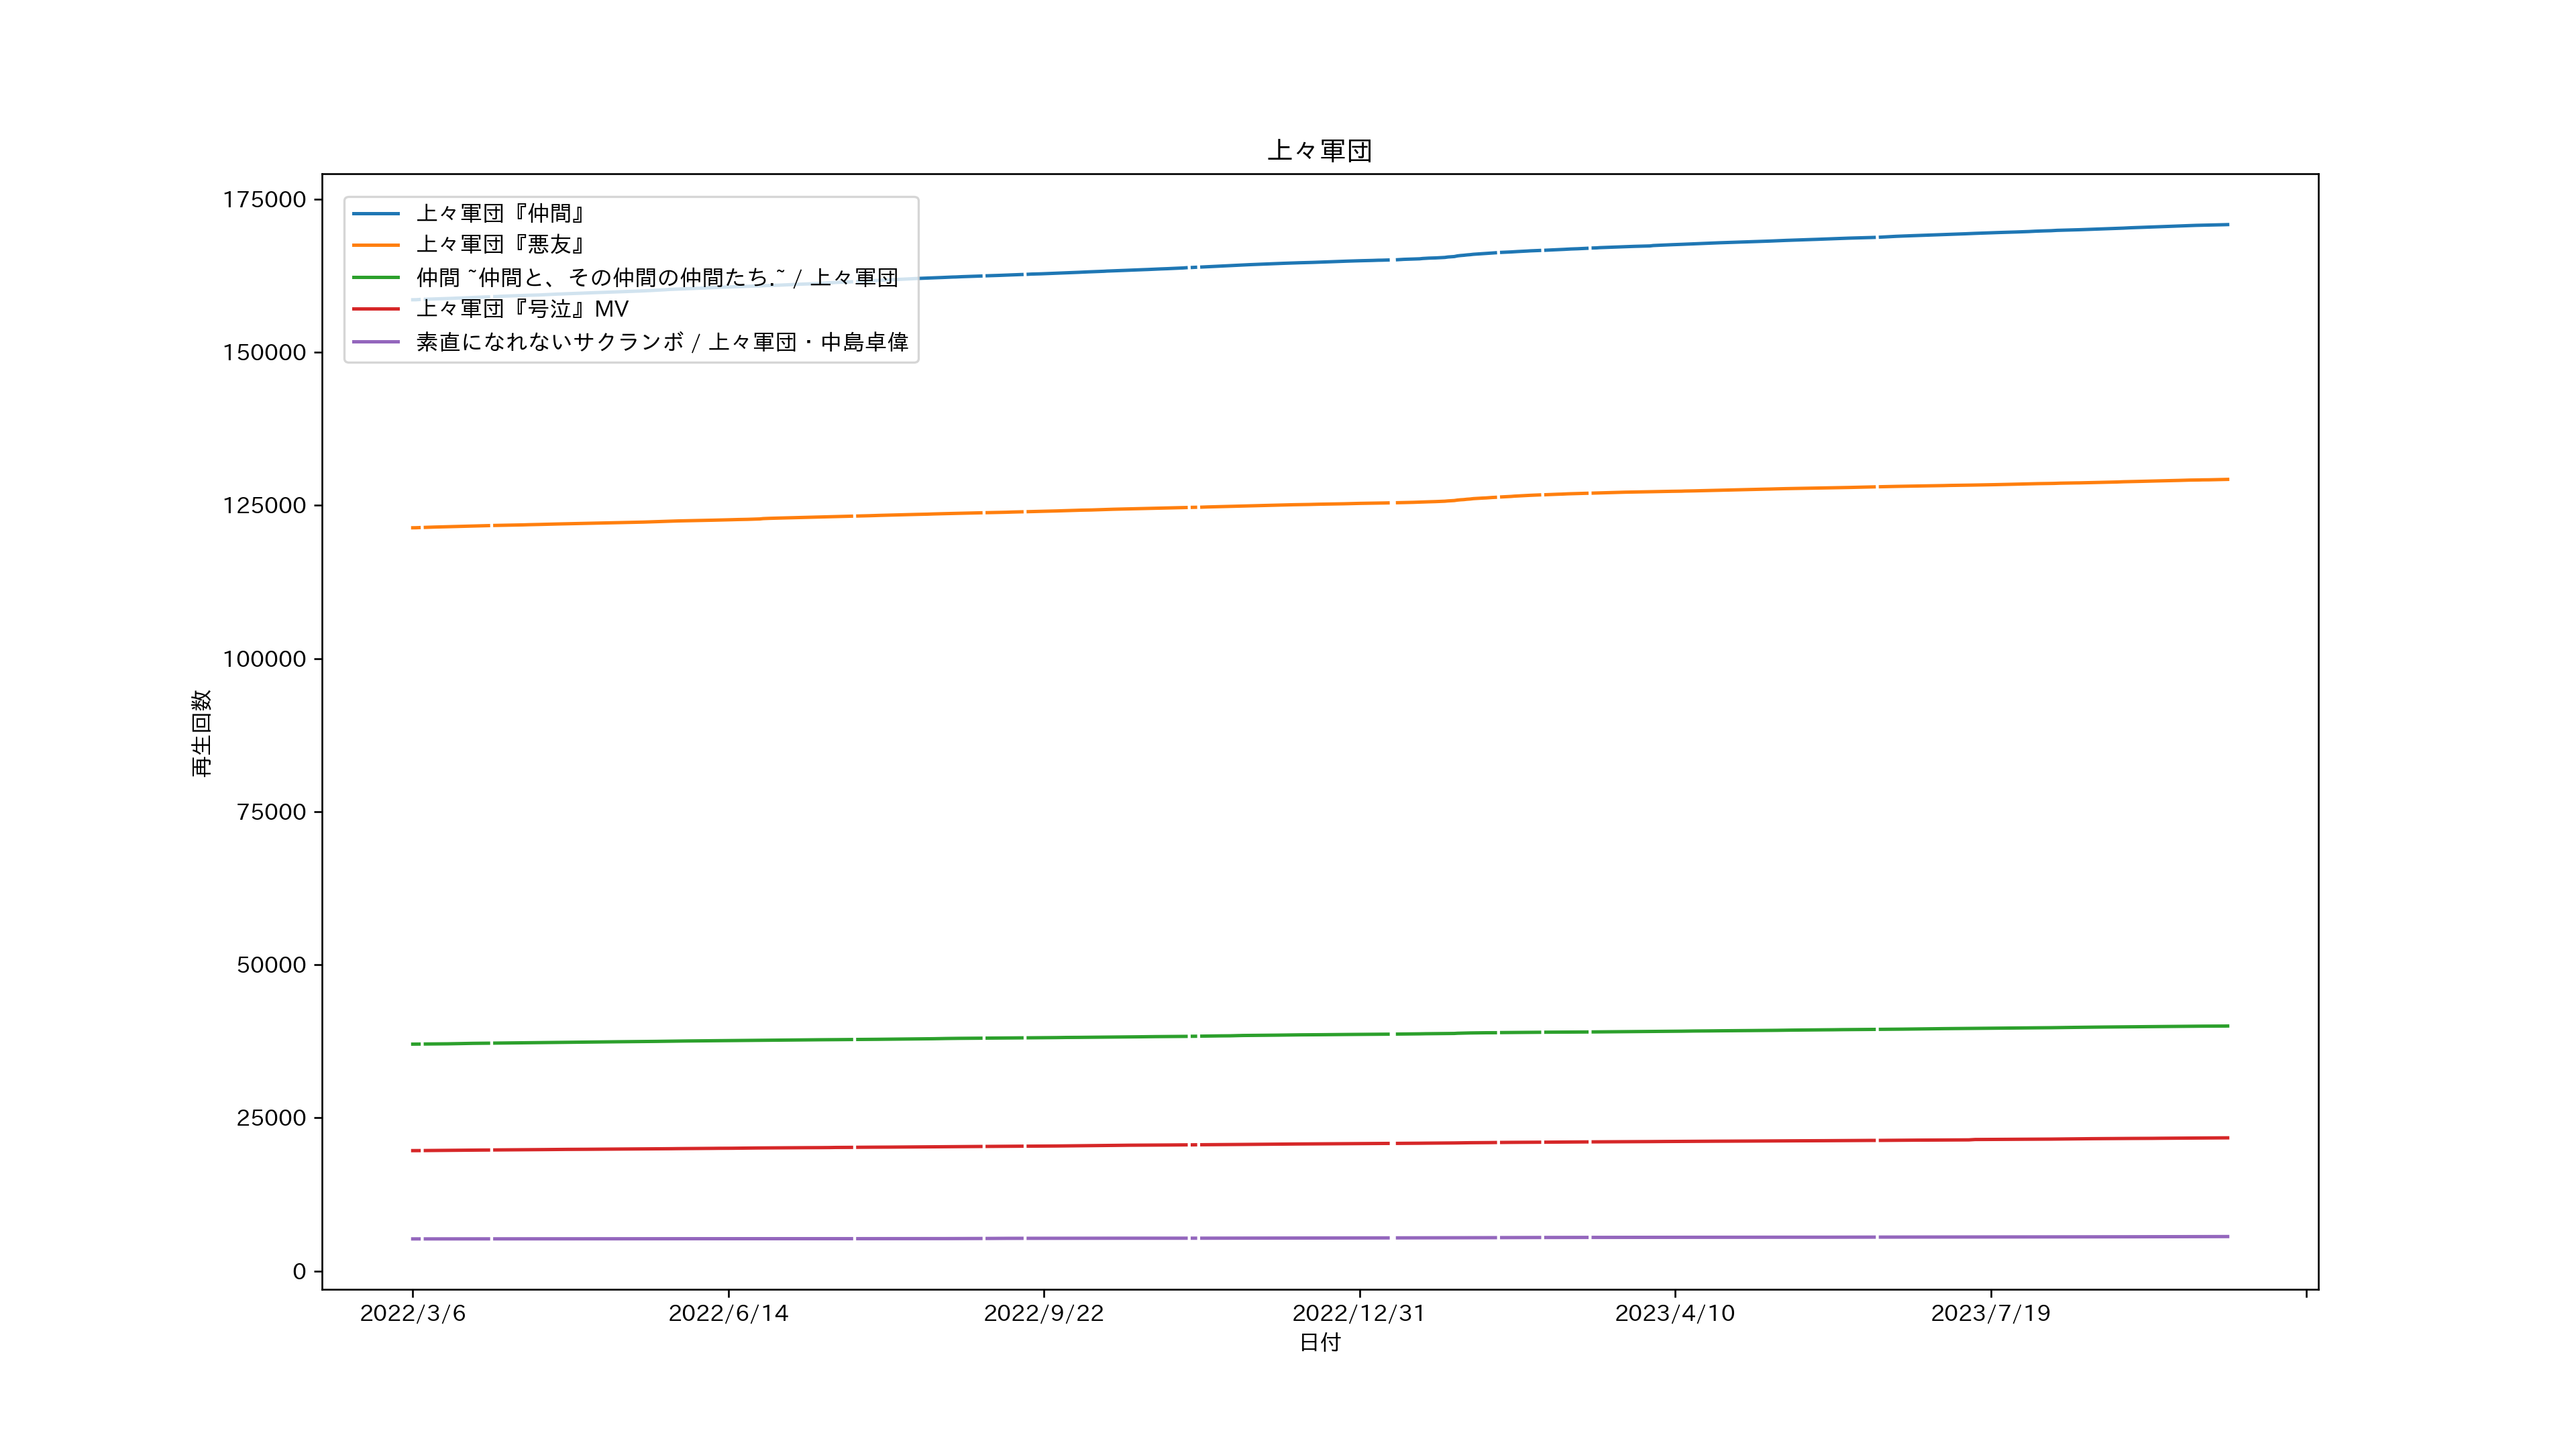 上々軍団
175000
150000
125000
100000
75000
50000
25000
0
再生回数
上々軍団『仲間』
上々軍団『悪友』
仲間 ~仲間と、その仲間の仲間たち.~ / 上々軍団
上々軍団『号泣』MV
素直になれないサクランボ / 上々軍団・中島卓偉
2022/3/6 2022/6/14 2022/9/22 2022/12/31 2023/4/10 2023/7/19
日付